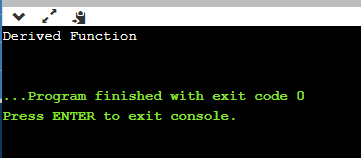 Derived Function
...Program finished with exit code 0
Press ENTER to exit console.